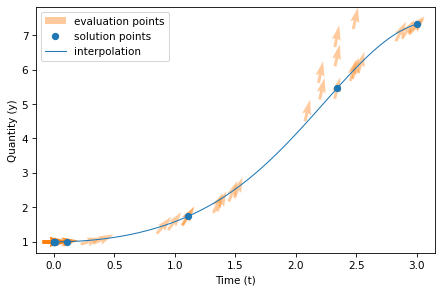 evaluation points
solution points
interpolation
Quantity (y)
7
6
5
4
3
2
1
0.0 0.5 1.0 1.5 2.0 2.5 3.0
Time (t)